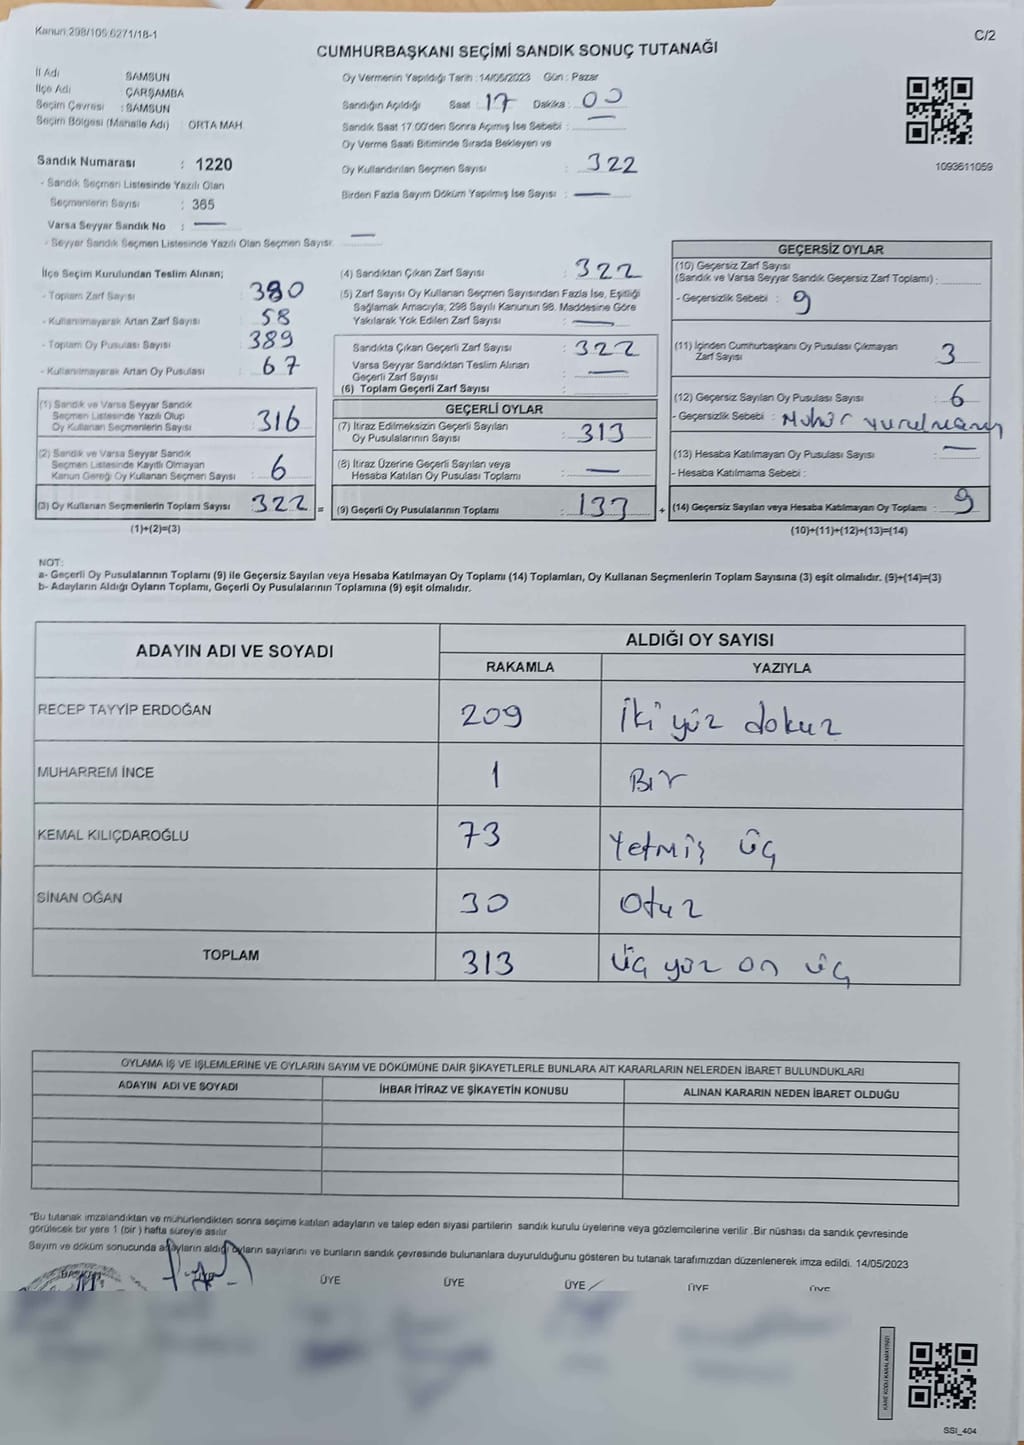 Kanun:298/105;6271/18-1
C/2
CUMHURBAŞKANI SEÇİMİ SANDIK SONUÇ TUTANAĞI
İl Adı SAMSUN
İlçe Adı : ÇARŞAMBA
Seçim Çevresi : SAMSUN
Seçim Bölgesi (Mahalle Adı) : ORTA MAH.
Sandık Numarası : 1220
- Sandık Seçmen Listesinde Yazılı Olan
Seçmenlerin Sayısı : 365
Varsa Seyyar Sandık No : —
- Seyyar Sandık Seçmen Listesinde Yazılı Olan Seçmen Sayısı: —
Oy Vermenin Yapıldığı Tarih : 14/05/2023 Gün : Pazar
Sandığın Açıldığı Saat : 17 Dakika : 00
Sandık Saat 17.00'den Sonra Açılmış İse Sebebi : —
Oy Verme Saati Bitiminde Sırada Bekleyen ve
Oy Kullandırılan Seçmen Sayısı : 322
Birden Fazla Sayım Döküm Yapılmış İse Sayısı : —
1093611059
İlçe Seçim Kurulundan Teslim Alınan;
- Toplam Zarf Sayısı : 380
- Kullanılmayarak Artan Zarf Sayısı : 58
- Toplam Oy Pusulası Sayısı : 389
- Kullanılmayarak Artan Oy Pusulası : 67
(1) Sandık ve Varsa Seyyar Sandık
Seçmen Listesinde Yazılı Olup
Oy Kullanan Seçmenlerin Sayısı : 316
(2) Sandık ve Varsa Seyyar Sandık
Seçmen Listesinde Kayıtlı Olmayan
Kanun Gereği Oy Kullanan Seçmen Sayısı : 6
(3) Oy Kullanan Seçmenlerin Toplam Sayısı : 322 =
(1)+(2)=(3)
(4) Sandıktan Çıkan Zarf Sayısı : 322
(5) Zarf Sayısı Oy Kullanan Seçmen Sayısından Fazla İse, Eşitliği
Sağlamak Amacıyla; 298 Sayılı Kanunun 98. Maddesine Göre
Yakılarak Yok Edilen Zarf Sayısı : —
Sandıkta Çıkan Geçerli Zarf Sayısı : 322
Varsa Seyyar Sandıktan Teslim Alınan
Geçerli Zarf Sayısı : —
(6) Toplam Geçerli Zarf Sayısı :
GEÇERLİ OYLAR
(7) İtiraz Edilmeksizin Geçerli Sayılan
Oy Pusulalarının Sayısı : 313
(8) İtiraz Üzerine Geçerli Sayılan veya
Hesaba Katılan Oy Pusulası Toplamı : —
(9) Geçerli Oy Pusulalarının Toplamı : 133 +
GEÇERSİZ OYLAR
(10) Geçersiz Zarf Sayısı
(Sandık ve Varsa Seyyar Sandık Geçersiz Zarf Toplamı) :
- Geçersizlik Sebebi : 9
(11) İçinden Cumhurbaşkanı Oy Pusulası Çıkmayan
Zarf Sayısı 3
(12) Geçersiz Sayılan Oy Pusulası Sayısı : 6
- Geçersizlik Sebebi : Mühür vurulmamış
(13) Hesaba Katılmayan Oy Pusulası Sayısı : —
- Hesaba Katılmama Sebebi :
(14) Geçersiz Sayılan veya Hesaba Katılmayan Oy Toplamı : 9
(10)+(11)+(12)+(13)=(14)
NOT:
a- Geçerli Oy Pusulalarının Toplamı (9) ile Geçersiz Sayılan veya Hesaba Katılmayan Oy Toplamı (14) Toplamları, Oy Kullanan Seçmenlerin Toplam Sayısına (3) eşit olmalıdır. (9)+(14)=(3)
b- Adayların Aldığı Oyların Toplamı, Geçerli Oy Pusulalarının Toplamına (9) eşit olmalıdır.
ADAYIN ADI VE SOYADI ALDIĞI OY SAYISI
RAKAMLA YAZIYLA
RECEP TAYYİP ERDOĞAN 209 iki yüz dokuz
MUHARREM İNCE 1 Bir
KEMAL KILIÇDAROĞLU 73 Yetmiş üç
SİNAN OĞAN 30 Otuz
TOPLAM 313 üç yüz on üç
OYLAMA İŞ VE İŞLEMLERİNE VE OYLARIN SAYIM VE DÖKÜMÜNE DAİR ŞİKAYETLERLE BUNLARA AİT KARARLARIN NELERDEN İBARET BULUNDUKLARI
ADAYIN ADI VE SOYADI İHBAR İTİRAZ VE ŞİKAYETİN KONUSU ALINAN KARARIN NEDEN İBARET OLDUĞU
"Bu tutanak imzalandıktan ve mühürlendikten sonra seçime katılan adayların ve talep eden siyasi partilerin sandık kurulu üyelerine veya gözlemcilerine verilir .Bir nüshası da sandık çevresinde
görülecek bir yere 1 (bir ) hafta süreyle asılır
Sayım ve döküm sonucunda adayların aldığı oyların sayılarını ve bunların sandık çevresinde bulunanlara duyurulduğunu gösteren bu tutanak tarafımızdan düzenlenerek imza edildi. 14/05/2023
BAŞKAN ÜYE ÜYE ÜYE ÜYE ÜYE ÜYE
SSI_404